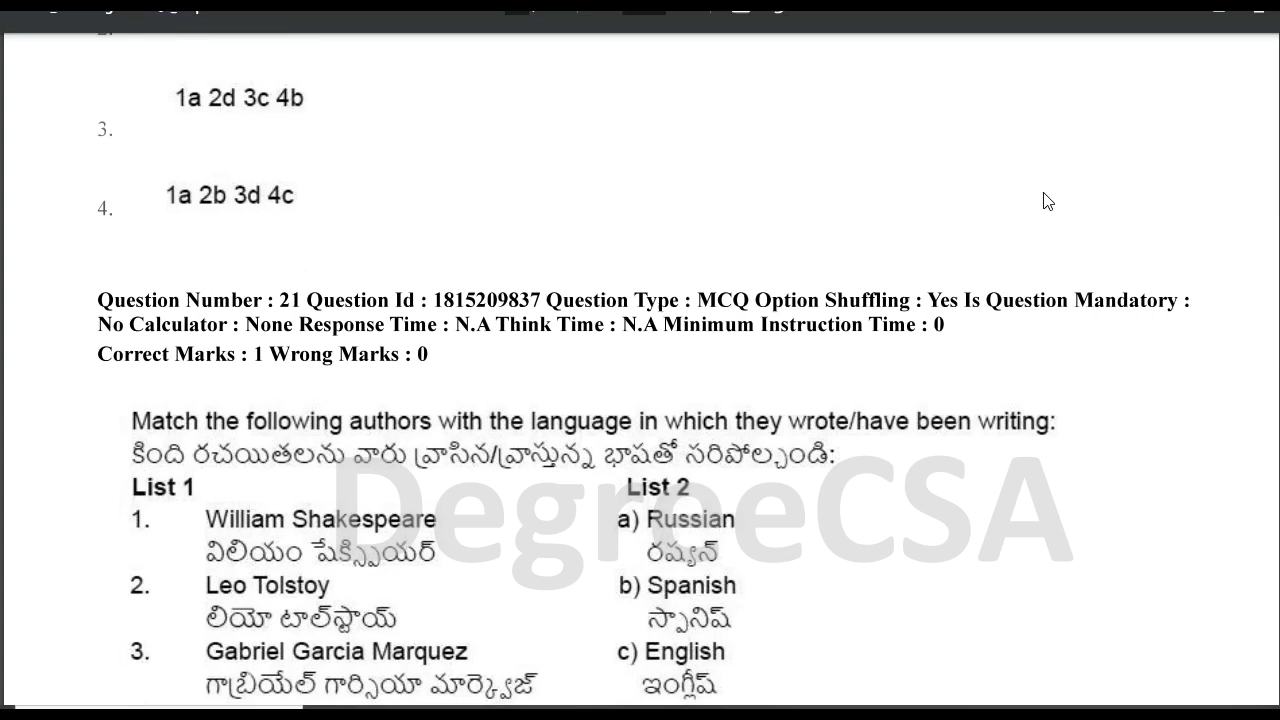 1a 2d 3c 4b
3.
1a 2b 3d 4c
4.
Question Number : 21 Question Id : 1815209837 Question Type : MCQ Option Shuffling : Yes Is Question Mandatory :
No Calculator : None Response Time : N.A Think Time : N.A Minimum Instruction Time : 0
Correct Marks : 1 Wrong Marks : 0
Match the following authors with the language in which they wrote/have been writing:
కింది రచయితలను వారు వ్రాసిన/వ్రాస్తున్న భాషతో సరిపోల్చండి:
List 1 List 2
1. William Shakespeare a) Russian
విలియం షేక్స్పియర్ రష్యన్
2. Leo Tolstoy b) Spanish
లియో టాల్‌స్టాయ్ స్పానిష్
3. Gabriel Garcia Marquez c) English
గాబ్రియేల్ గార్సియా మార్క్వెజ్ ఇంగ్లీష్
DegreeCSA